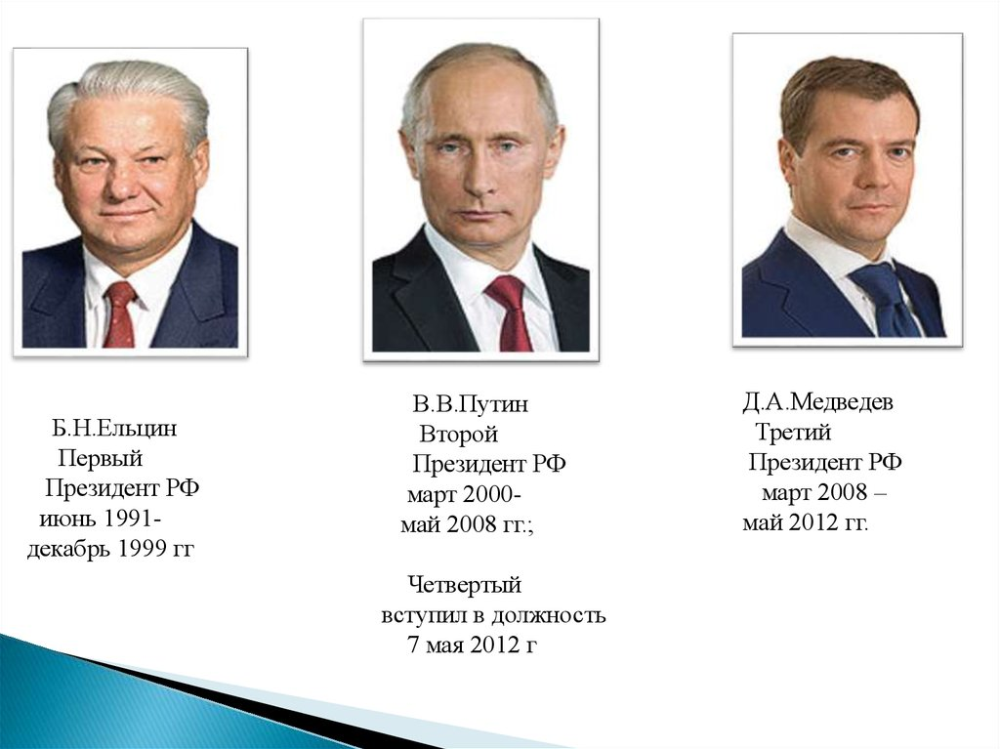 Б.Н.Ельцин
Первый
Президент РФ
июнь 1991-
декабрь 1999 гг
В.В.Путин
Второй
Президент РФ
март 2000-
май 2008 гг.;
Четвертый
вступил в должность
7 мая 2012 г
Д.А.Медведев
Третий
Президент РФ
март 2008 –
май 2012 гг.